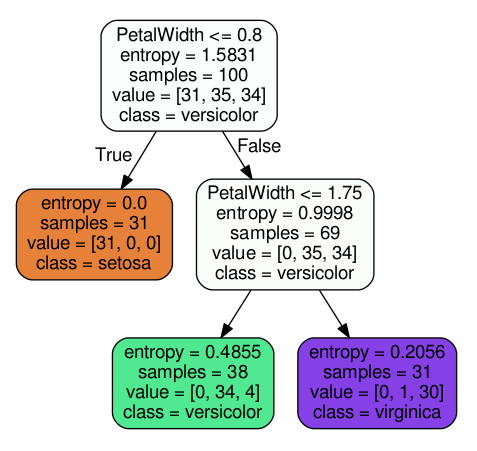 PetalWidth <= 0.8
entropy = 1.5831
samples = 100
value = [31, 35, 34]
class = versicolor
True
False
entropy = 0.0
samples = 31
value = [31, 0, 0]
class = setosa
PetalWidth <= 1.75
entropy = 0.9998
samples = 69
value = [0, 35, 34]
class = versicolor
entropy = 0.4855
samples = 38
value = [0, 34, 4]
class = versicolor
entropy = 0.2056
samples = 31
value = [0, 1, 30]
class = virginica